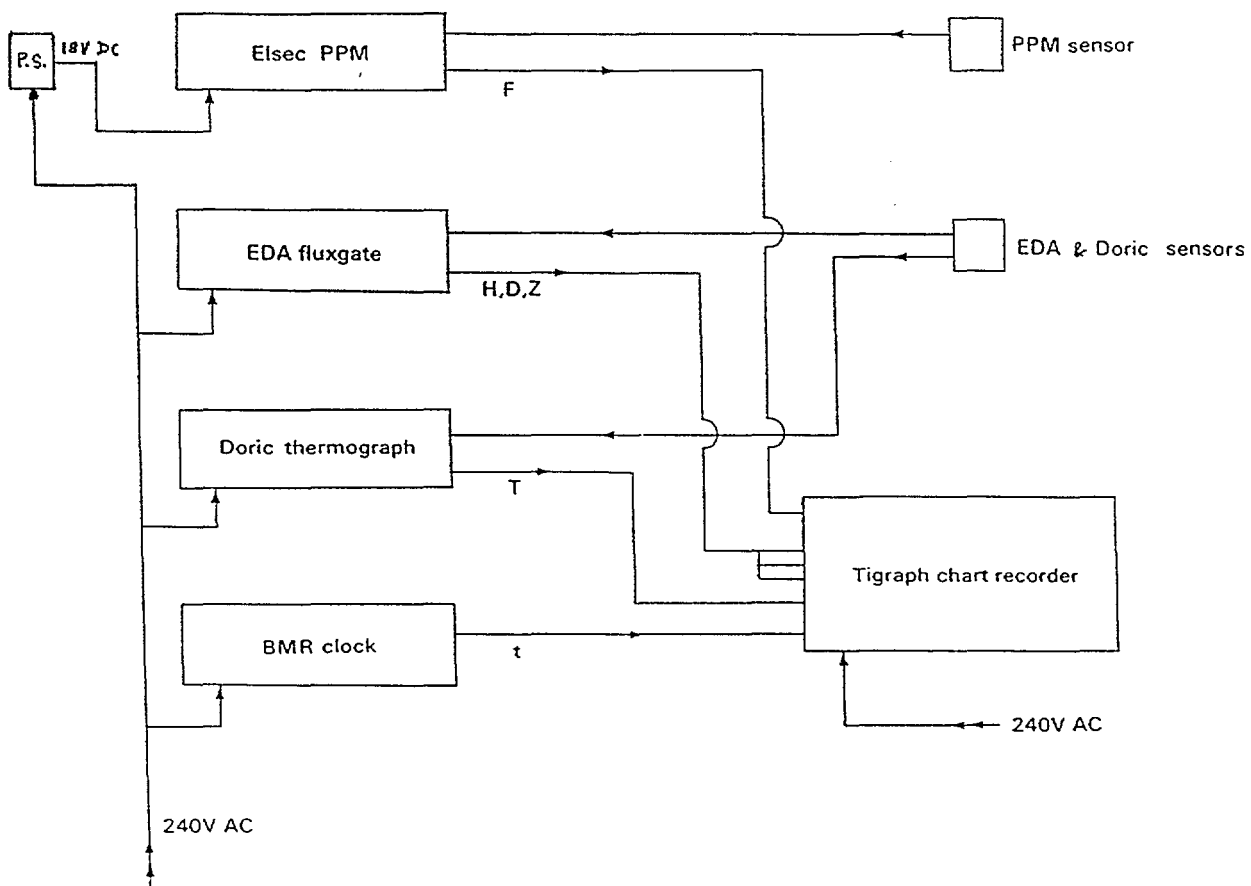 P.S.
18V DC
Elsec PPM
PPM sensor
F
EDA fluxgate
EDA & Doric sensors
H,D,Z
Doric thermograph
T
Tigraph chart recorder
BMR clock
t
240V AC
240V AC